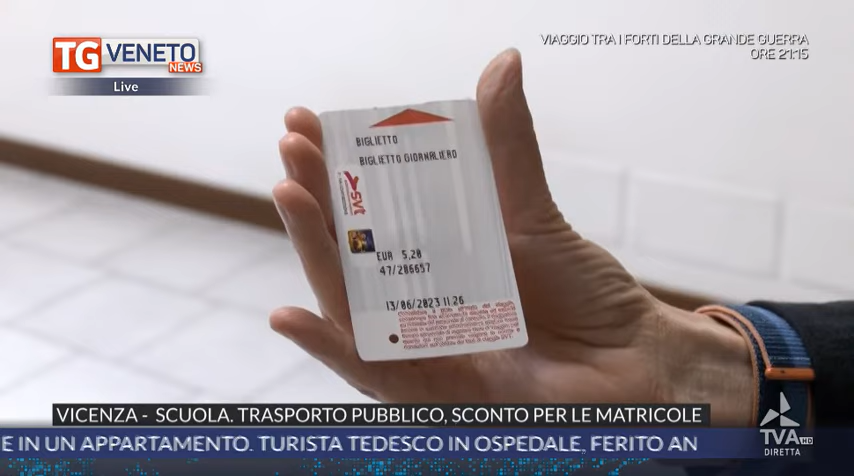 TG VENETO
NEWS
Live
VIAGGIO TRA I FORTI DELLA GRANDE GUERRA
ORE 21:15
BIGLIETTO
BIGLIETTO GIORNALIERO
svt
EUR 5,20
47/206657
13/06/2023 11.26
VICENZA - SCUOLA. TRASPORTO PUBBLICO, SCONTO PER LE MATRICOLE
E IN UN APPARTAMENTO. TURISTA TEDESCO IN OSPEDALE, FERITO AN
TVA HD
DIRETTA